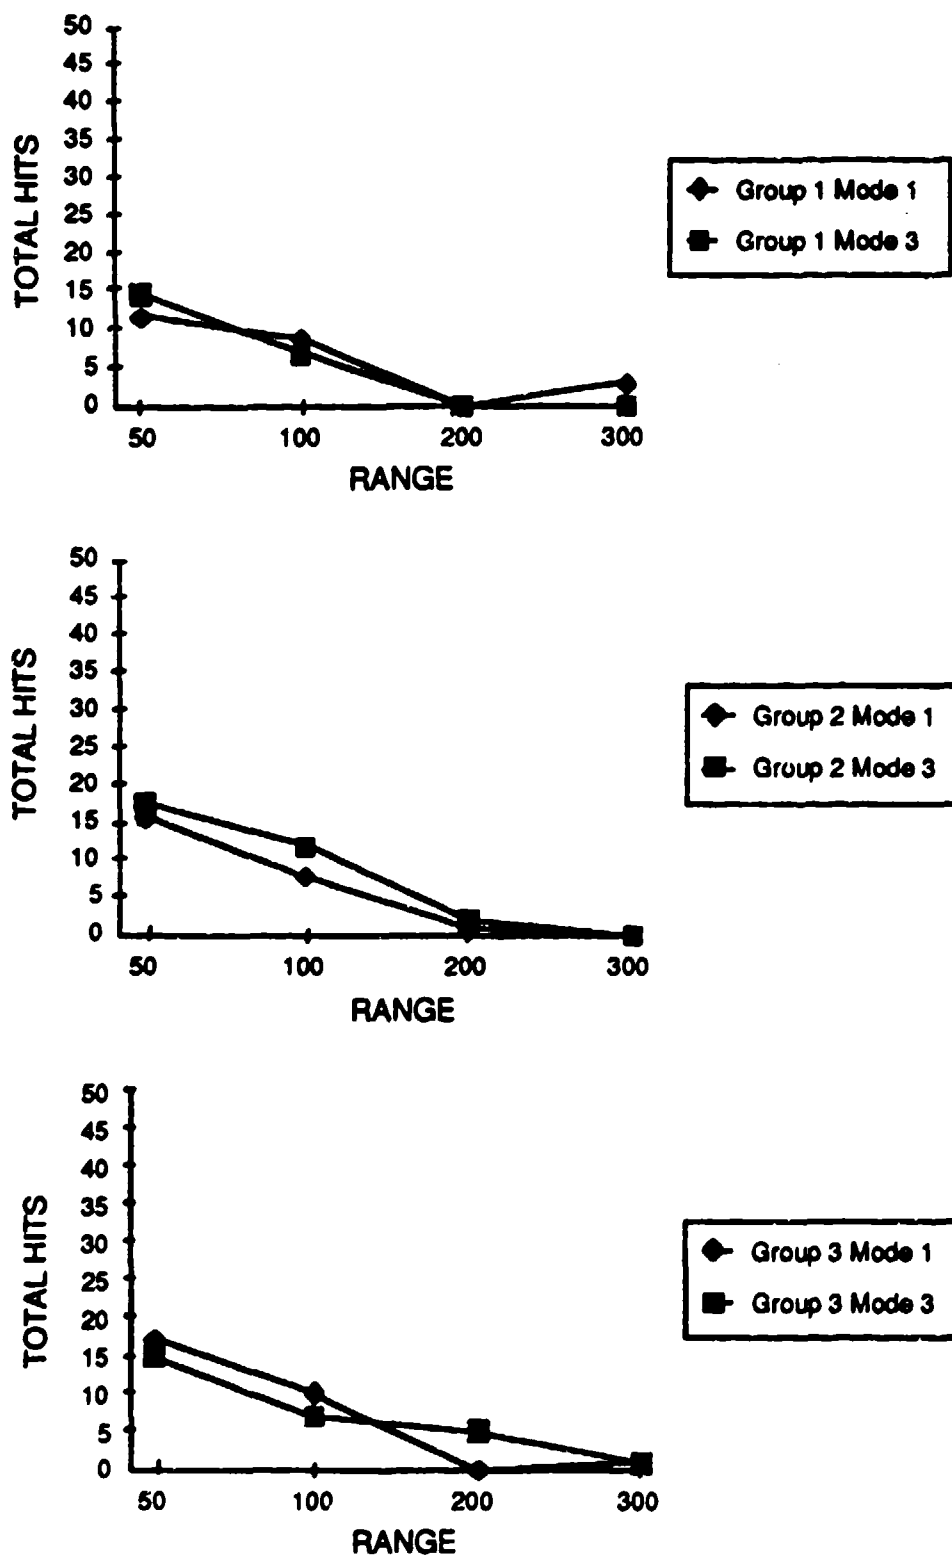 50
45
40
35
30
25
20
15
10
5
0
TOTAL HITS
50 100 200 300
RANGE
Group 1 Mode 1
Group 1 Mode 3
50
45
40
35
30
25
20
15
10
5
0
TOTAL HITS
50 100 200 300
RANGE
Group 2 Mode 1
Group 2 Mode 3
50
45
40
35
30
25
20
15
10
5
0
TOTAL HITS
50 100 200 300
RANGE
Group 3 Mode 1
Group 3 Mode 3